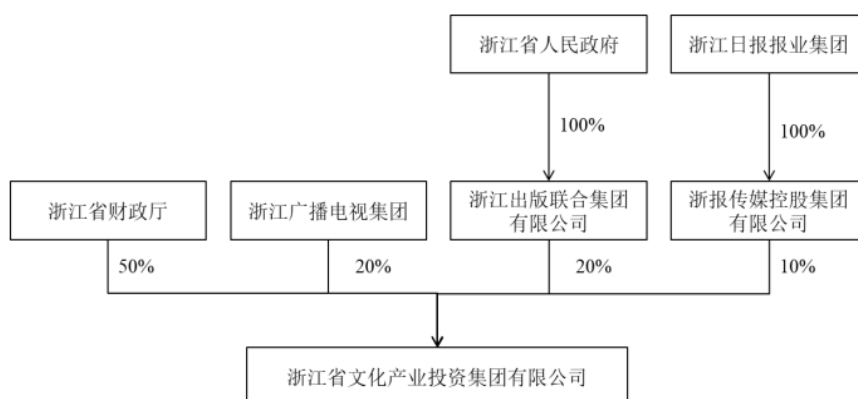 浙江省人民政府
浙江日报报业集团
100%
100%
浙江省财政厅
浙江广播电视集团
浙江出版联合集团
有限公司
浙报传媒控股集团
有限公司
50%
20%
20%
10%
浙江省文化产业投资集团有限公司